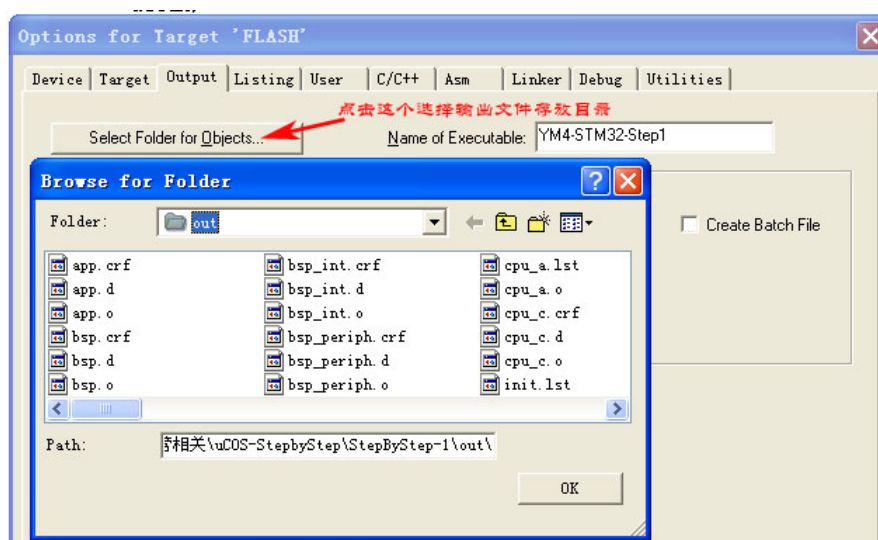 Options for Target 'FLASH'
Device Target Output Listing User C/C++ Asm Linker Debug Utilities
点击这个选择输出文件存放目录
Select Folder for Objects...
Name of Executable: YM4-STM32-Step1
Browse for Folder
Folder: out
Create Batch File
app.crf bsp_int.crf cpu_a.lst
app.d bsp_int.d cpu_a.o
app.o bsp_int.o cpu_c.crf
bsp.crf bsp_periph.crf cpu_c.d
bsp.d bsp_periph.d cpu_c.o
bsp.o bsp_periph.o init.lst
Path: 相关\uCOS-StepbyStep\StepByStep-1\out\
OK